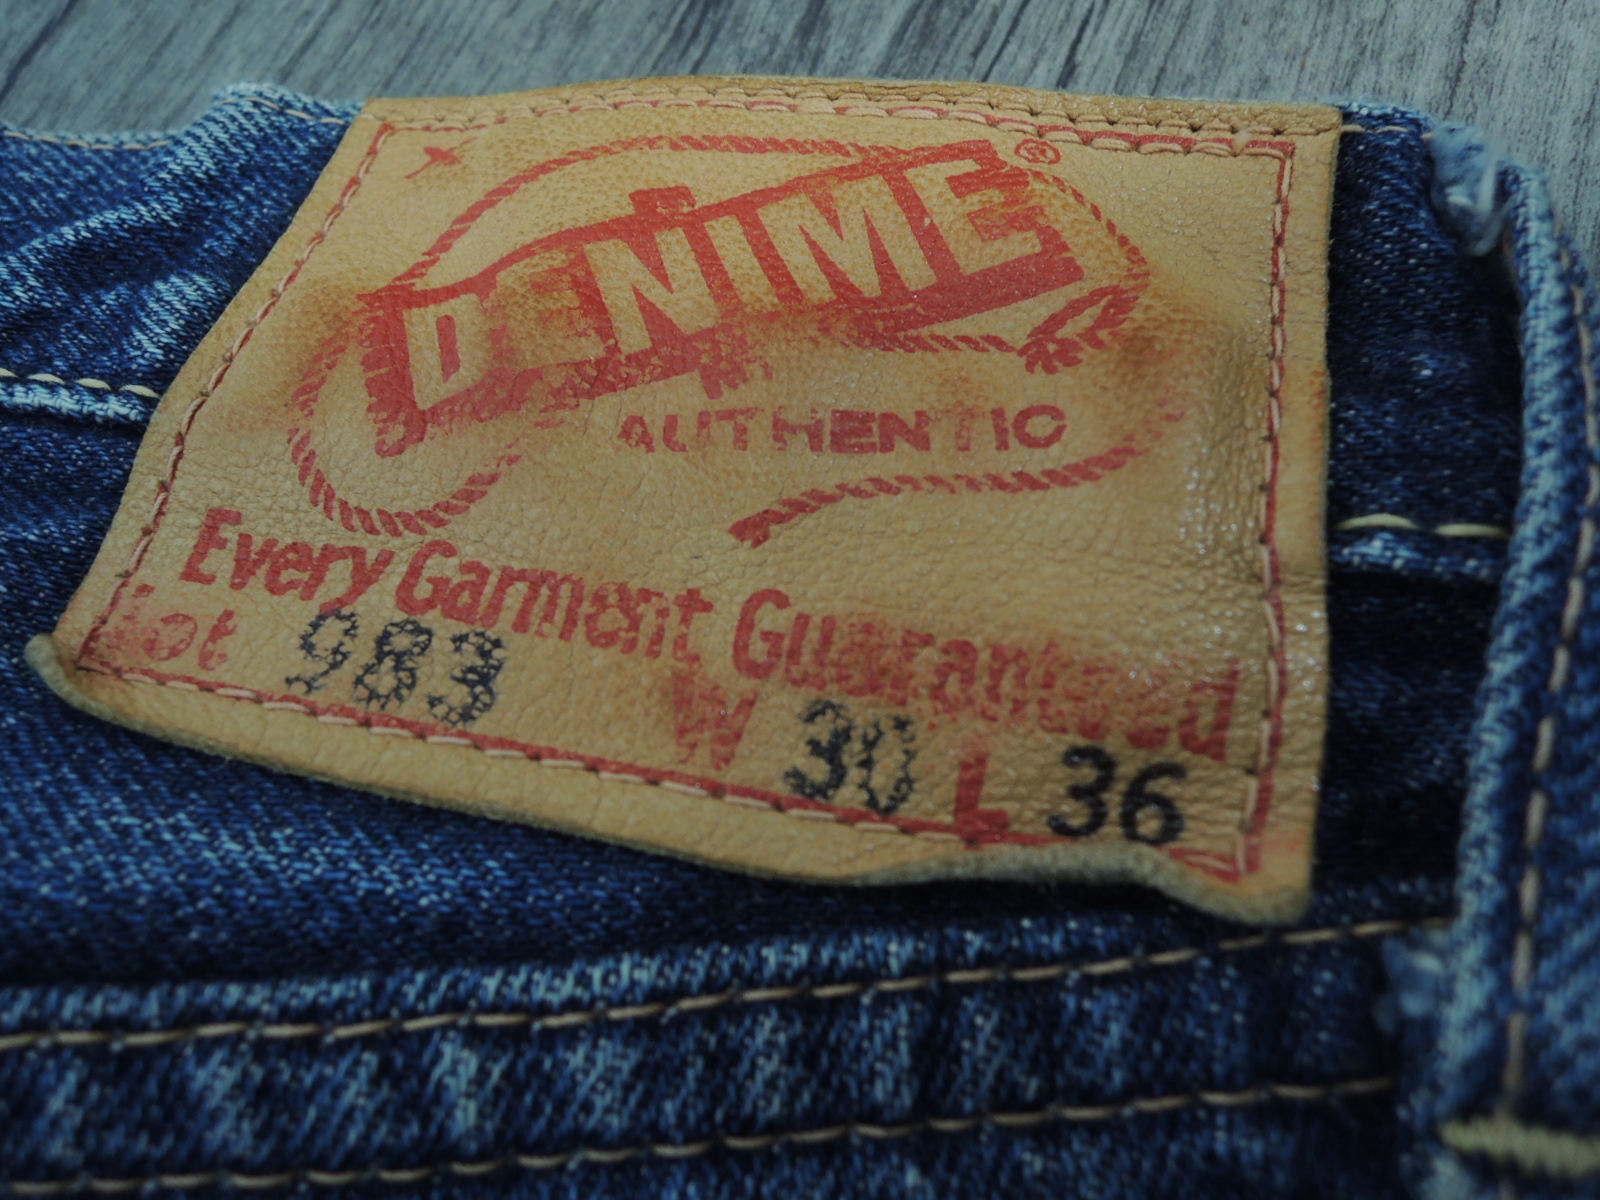 DENIME®
AUTHENTIC
Every Garment Guaranteed
Lot 983 W 30 L 36